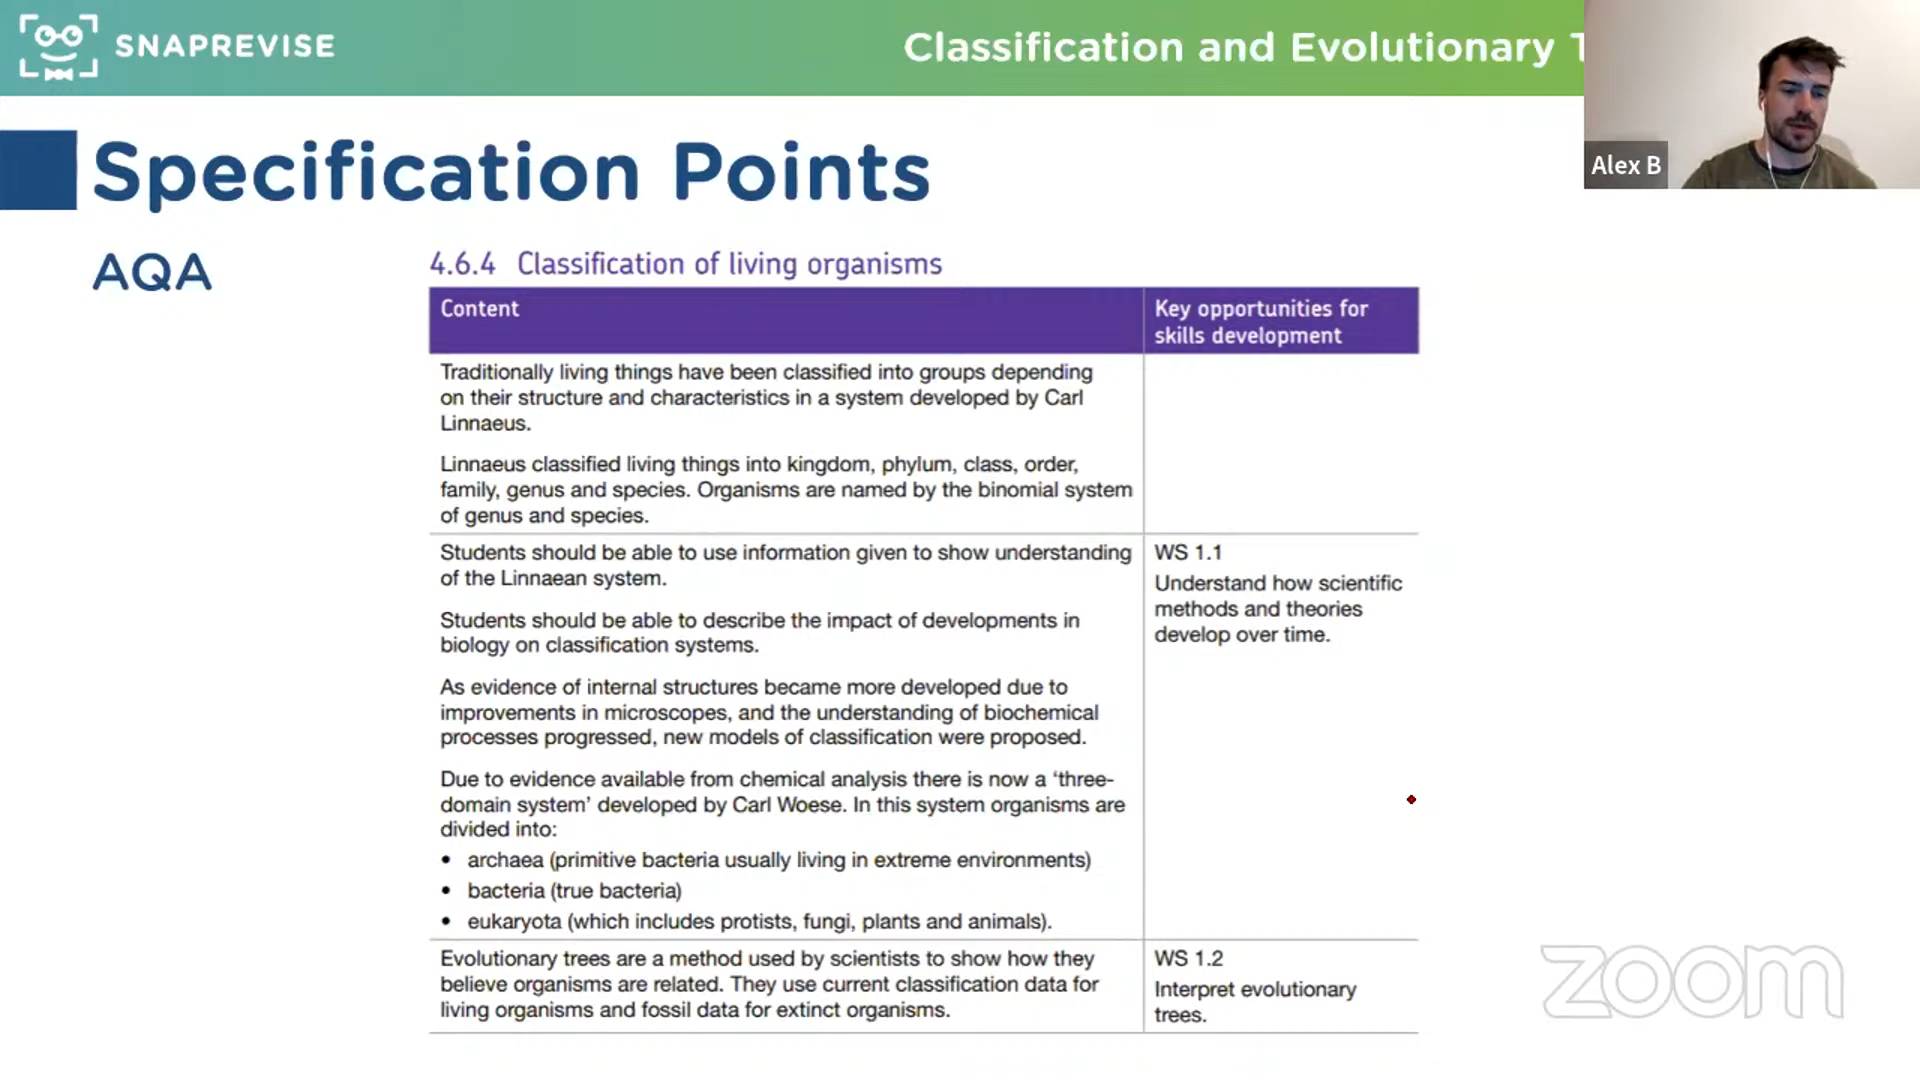 SNAPREVISE
Classification and Evolutionary
Alex B
Specification Points
AQA
4.6.4 Classification of living organisms
Content
Key opportunities for
skills development
Traditionally living things have been classified into groups depending
on their structure and characteristics in a system developed by Carl
Linnaeus.
Linnaeus classified living things into kingdom, phylum, class, order,
family, genus and species. Organisms are named by the binomial system
of genus and species.
Students should be able to use information given to show understanding
of the Linnaean system.
Students should be able to describe the impact of developments in
biology on classification systems.
As evidence of internal structures became more developed due to
improvements in microscopes, and the understanding of biochemical
processes progressed, new models of classification were proposed.
Due to evidence available from chemical analysis there is now a ‘three-
domain system’ developed by Carl Woese. In this system organisms are
divided into:
• archaea (primitive bacteria usually living in extreme environments)
• bacteria (true bacteria)
• eukaryota (which includes protists, fungi, plants and animals).
WS 1.1
Understand how scientific
methods and theories
develop over time.
Evolutionary trees are a method used by scientists to show how they
believe organisms are related. They use current classification data for
living organisms and fossil data for extinct organisms.
WS 1.2
Interpret evolutionary
trees.
zoom